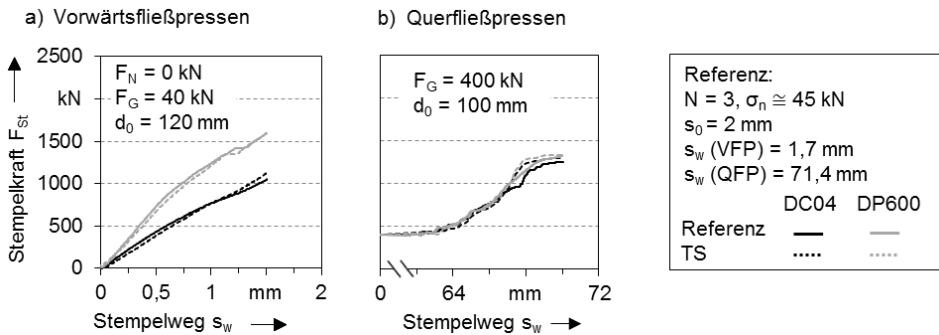 a) Vorwärtsfließpressen
b) Querfließpressen
2500
kN
1500
1000
500
0
Stempelkraft F_St
F_N = 0 kN
F_G = 40 kN
d_0 = 120 mm
0
0,5
1
mm
2
Stempelweg s_w
F_G = 400 kN
d_0 = 100 mm
0
64
mm
72
Stempelweg s_w
Referenz:
N = 3, σ_n ≅ 45 kN
s_0 = 2 mm
s_w (VFP) = 1,7 mm
s_w (QFP) = 71,4 mm
DC04 DP600
Referenz
TS